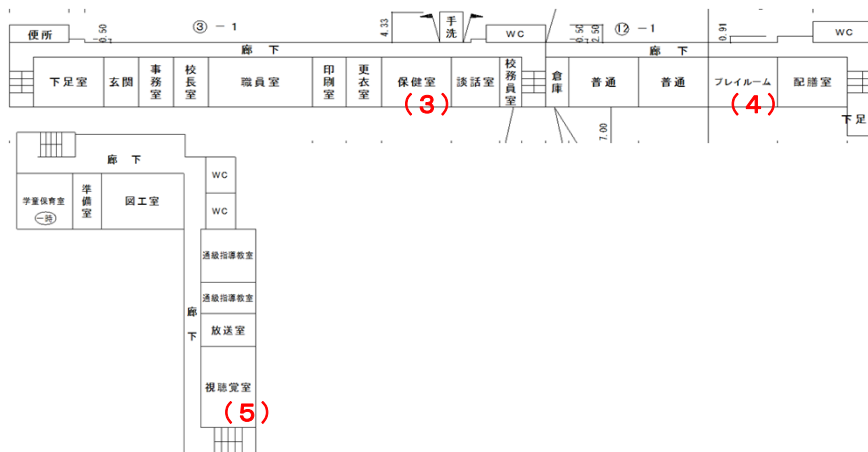 便所
0.50
③-1
4.33
手洗
WC
0.50
2.50
⑫-1
0.91
WC
廊下
廊下
下足室
玄関
事務室
校長室
職員室
印刷室
更衣室
保健室
(3)
談話室
校務員室
倉庫
普通
普通
プレイルーム
(4)
配膳室
下足
7.00
廊下
WC
学童保育室
一時
準備室
図工室
WC
通級指導教室
通級指導教室
廊下
放送室
視聴覚室
(5)